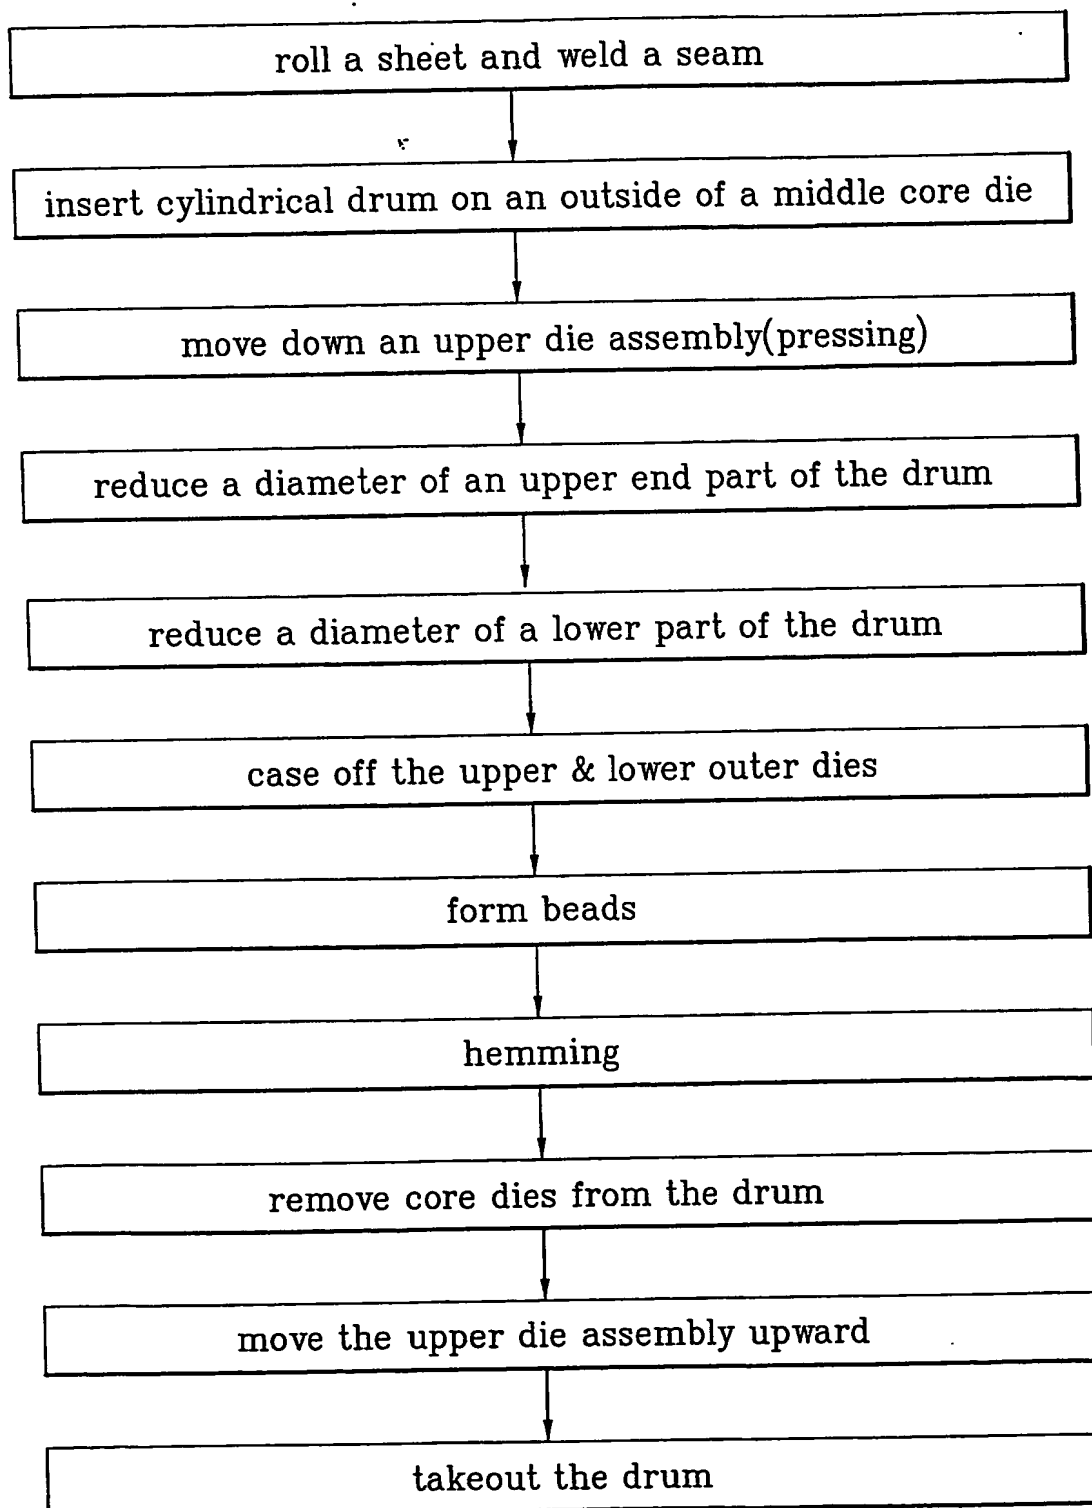 roll a sheet and weld a seam
insert cylindrical drum on an outside of a middle core die
move down an upper die assembly(pressing)
reduce a diameter of an upper end part of the drum
reduce a diameter of a lower part of the drum
case off the upper & lower outer dies
form beads
hemming
remove core dies from the drum
move the upper die assembly upward
takeout the drum